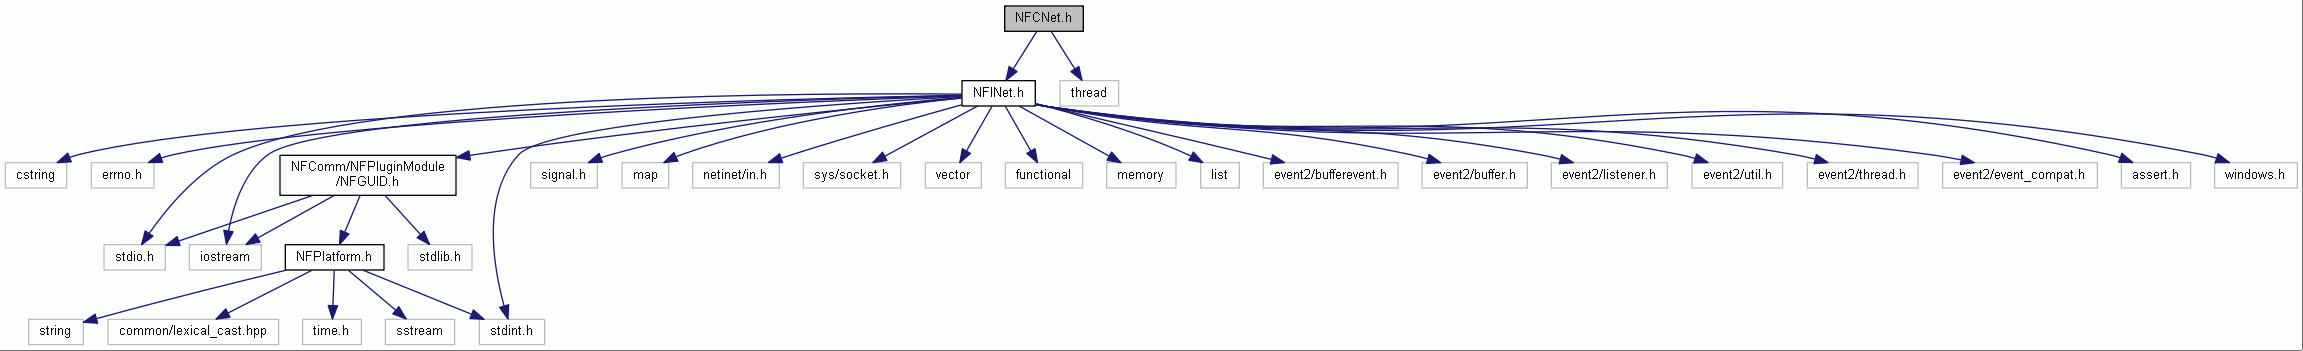 NFCNet.h
NFINet.h
thread
cstring
errno.h
NFComm/NFPluginModule
/NFGUID.h
signal.h
map
netinet/in.h
sys/socket.h
vector
functional
memory
list
event2/bufferevent.h
event2/buffer.h
event2/listener.h
event2/util.h
event2/thread.h
event2/event_compat.h
assert.h
windows.h
stdio.h
iostream
NFPlatform.h
stdlib.h
string
common/lexical_cast.hpp
time.h
sstream
stdint.h